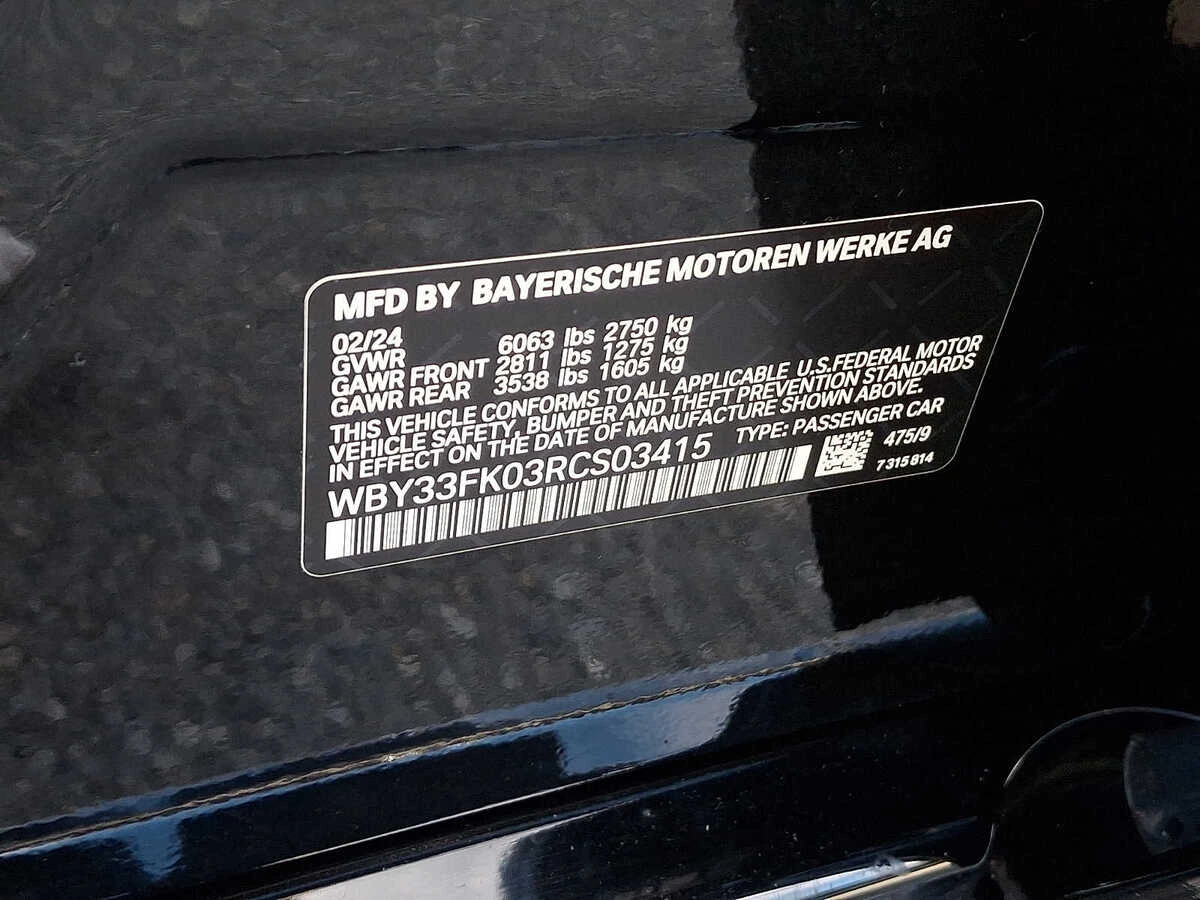 MFD BY BAYERISCHE MOTOREN WERKE AG
02/24
GVWR 6063 lbs 2750 kg
GAWR FRONT 2811 lbs 1275 kg
GAWR REAR 3538 lbs 1605 kg
THIS VEHICLE CONFORMS TO ALL APPLICABLE U.S.FEDERAL MOTOR
VEHICLE SAFETY, BUMPER AND THEFT PREVENTION STANDARDS
IN EFFECT ON THE DATE OF MANUFACTURE SHOWN ABOVE.
WBY33FK03RCS03415 TYPE: PASSENGER CAR
475/9
7 315 814